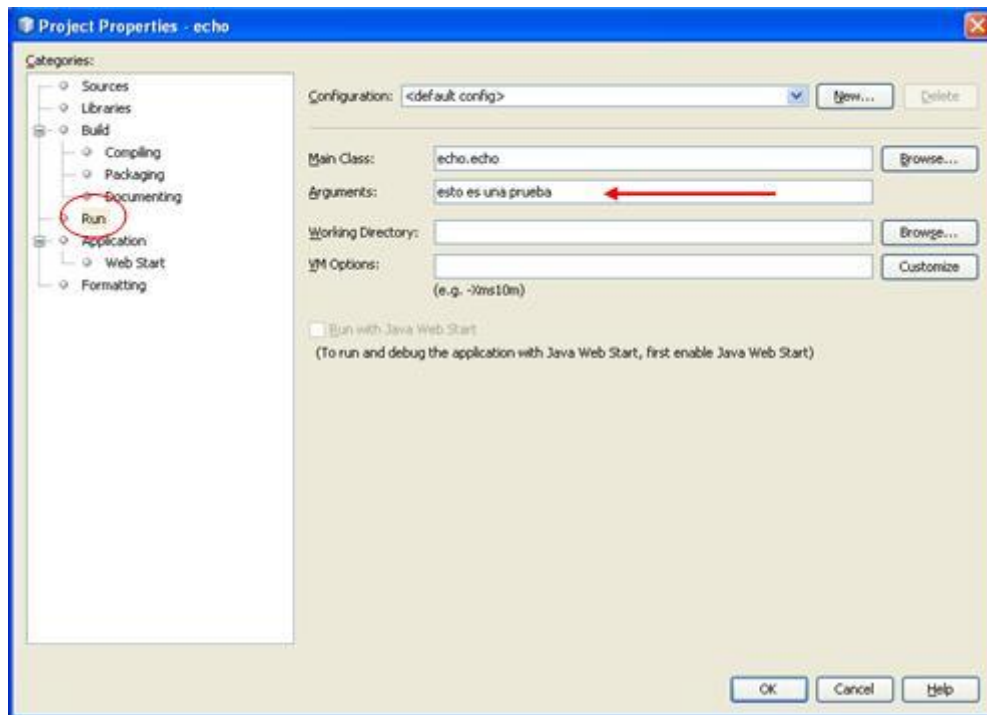 Project Properties - echo
Categories:
Sources
Libraries
Build
Compiling
Packaging
Documenting
Run
Application
Web Start
Formatting
Configuration: <default config> New... Delete
Main Class: echo.echo Browse...
Arguments: esto es una prueba
Working Directory: Browse...
VM Options: Customize
(e.g. -Xms10m)
Run with Java Web Start
(To run and debug the application with Java Web Start, first enable Java Web Start)
OK Cancel Help